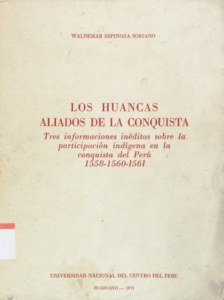 WALDEMAR ESPINOZA SORIANO
LOS HUANCAS
ALIADOS DE LA CONQUISTA
Tres informaciones inéditas sobre la
participación indígena en la
conquista del Perú
1558-1560-1561
UNIVERSIDAD NACIONAL DEL CENTRO DEL PERU
HUANCAYO — 1971